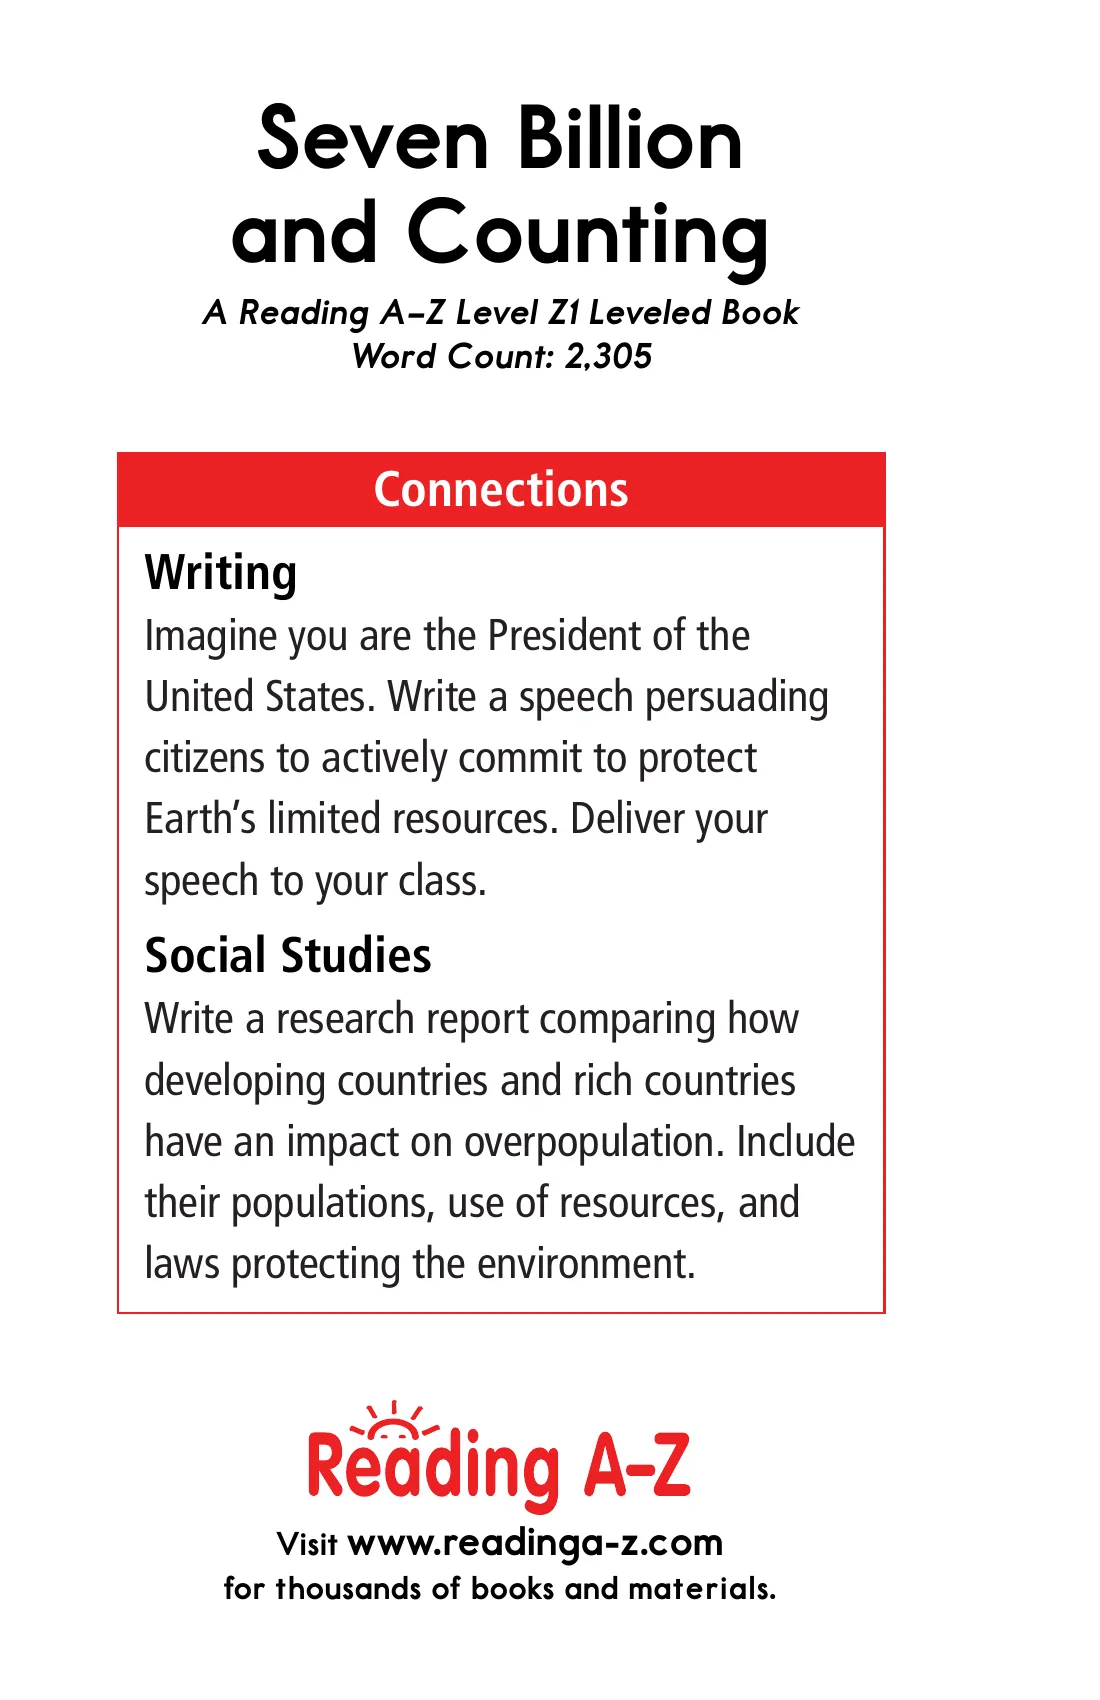 Seven Billion
and Counting
A Reading A–Z Level Z1 Leveled Book
Word Count: 2,305
Connections
Writing
Imagine you are the President of the
United States. Write a speech persuading
citizens to actively commit to protect
Earth’s limited resources. Deliver your
speech to your class.
Social Studies
Write a research report comparing how
developing countries and rich countries
have an impact on overpopulation. Include
their populations, use of resources, and
laws protecting the environment.
Reading A–Z
Visit www.readinga-z.com
for thousands of books and materials.